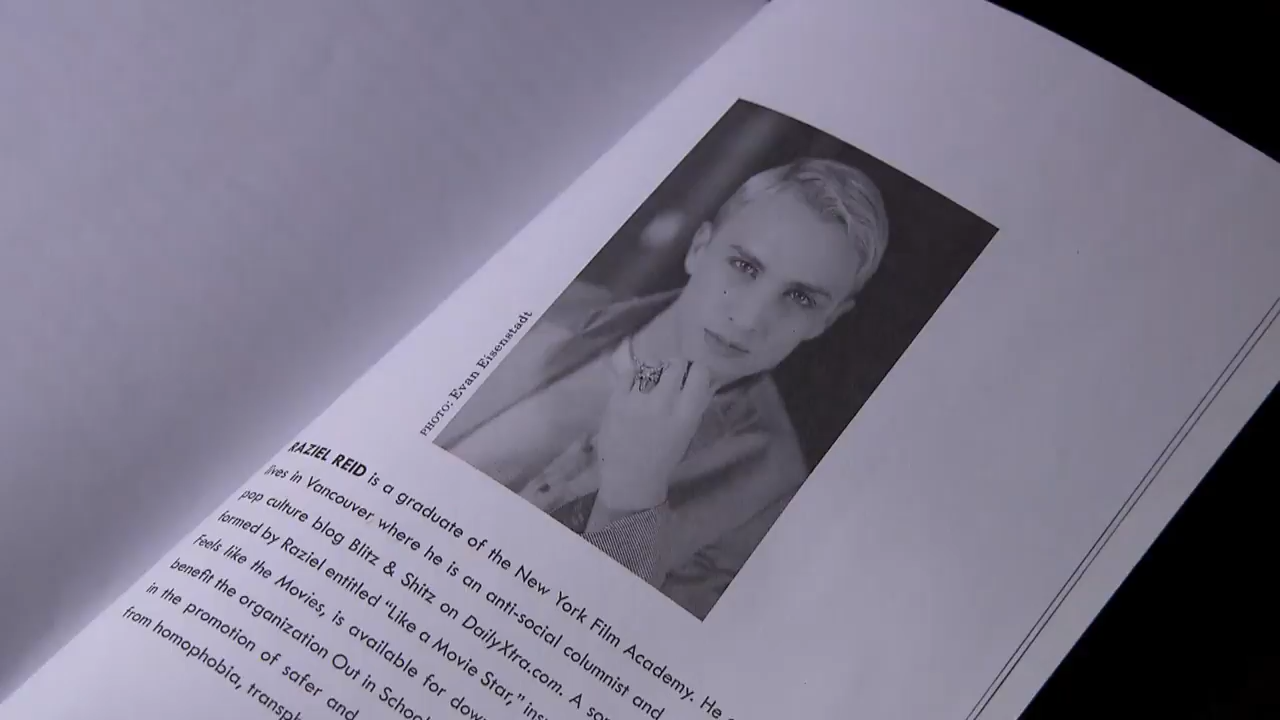 PHOTO: Evan Eisenstadt
RAZIEL REID is a graduate of the New York Film Academy. He
lives in Vancouver, where he is an anti-social columnist and
pop culture blog Blitz & Shitz on DailyXtra.com. A
formed by Raziel entitled "Like a Movie Star,"
Feels like the Movies, is available for
benefit the organization Out in
in the promotion of safer and
from homophobia,